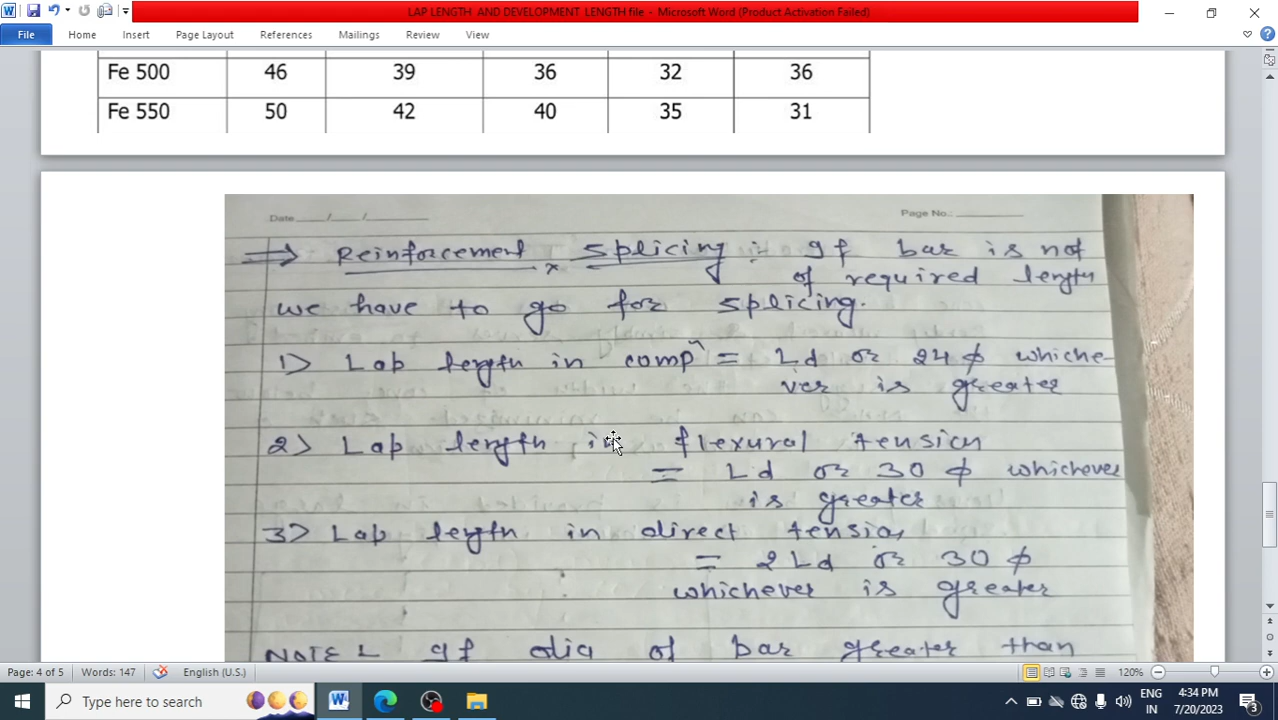 LAP LENGTH AND DEVELOPMENT LENGTH file - Microsoft Word (Product Activation Failed)
File Home Insert Page Layout References Mailings Review View
Fe 500 46 39 36 32 36
Fe 550 50 42 40 35 31
Date / / Page No.:
⇒ Reinforcement Splicing :- If bar is not
of required length
we have to go for splicing.
1) Lap length in compⁿ = Ld or 24 ϕ whiche-
ver is greater
2) Lap length in flexural tension
= Ld or 30 ϕ whichever
is greater
3) Lap length in direct tension
= 2Ld or 30 ϕ
whichever is greater
NOTE If dia of bar greater than
Page: 4 of 5 Words: 147 English (U.S.) 120%
Type here to search
ENG
IN
4:34 PM
7/20/2023
3